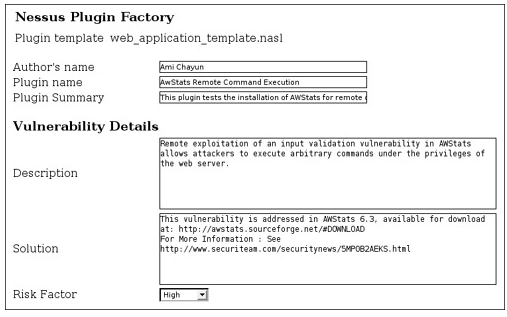 Nessus Plugin Factory
Plugin template web_application_template.nasl
Author's name Ami Chayun
Plugin name AwStats Remote Command Execution
Plugin Summary This plugin tests the installation of AWStats for remote
Vulnerability Details
Description
Remote exploitation of an input validation vulnerability in AWStats
allows attackers to execute arbitrary commands under the privileges of
the web server.
Solution
This vulnerability is addressed in AWStats 6.3, available for download
at: http://awstats.sourceforge.net/#DOWNLOAD
For More Information : See
http://www.securiteam.com/securitynews/5MP0B2AEKS.html
Risk Factor High